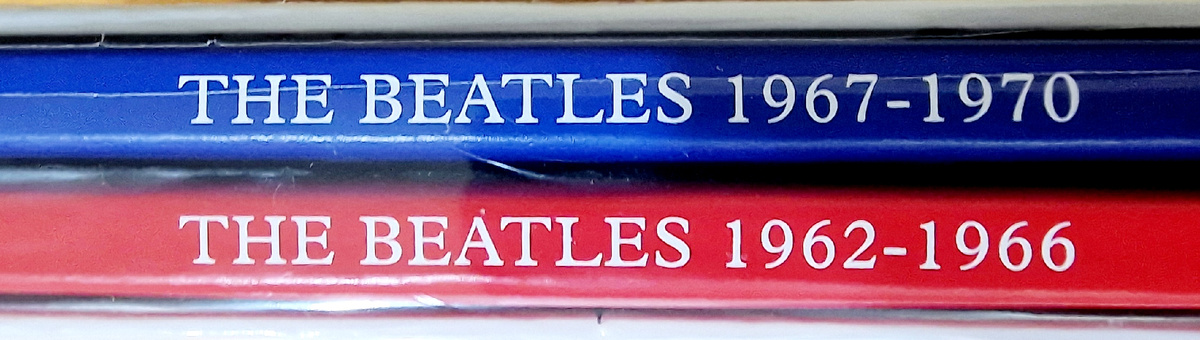 THE BEATLES 1967-1970
THE BEATLES 1962-1966